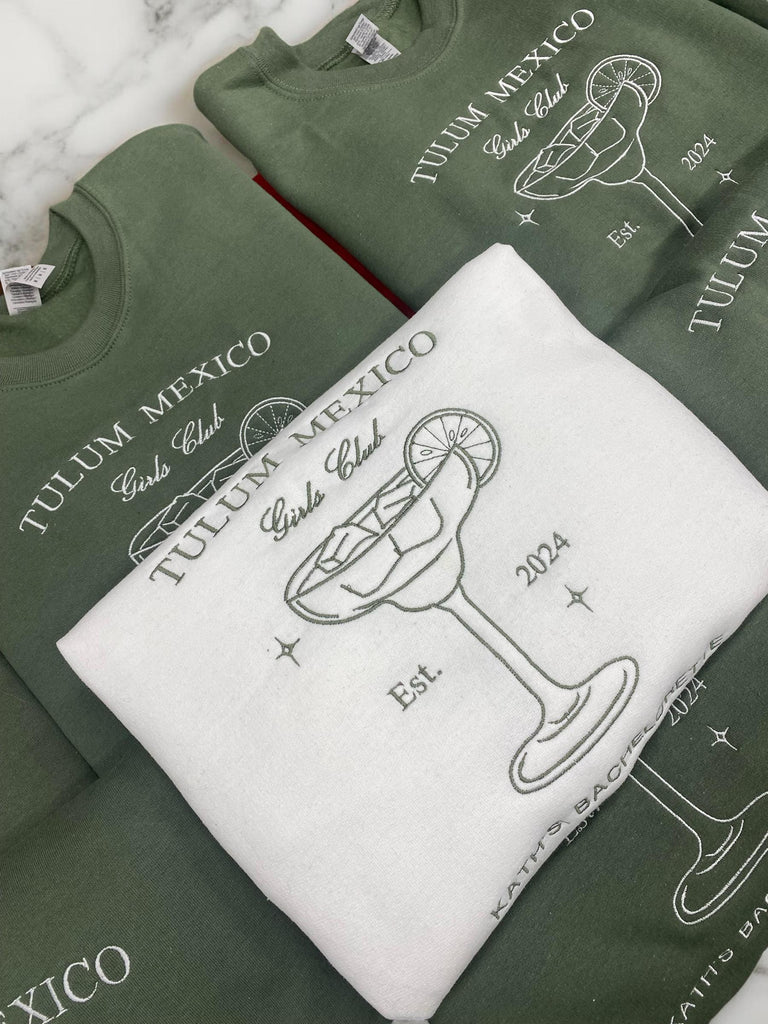 TULUM MEXICO
Girls Club
Est.
2024
TULUM
TULUM MEXICO
Girls Club
TULUM MEXICO
Girls Club
Est.
2024
KATH'S BACHELORETTE
2024
KATH'S BAC
EXICO